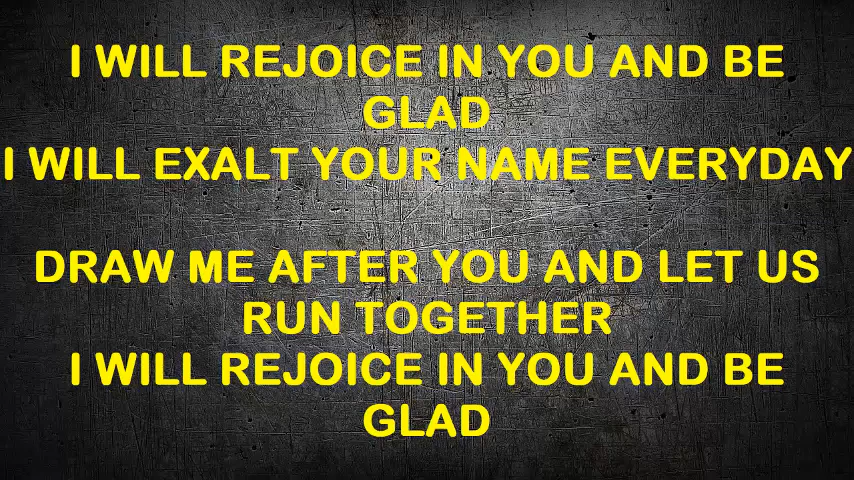 I WILL REJOICE IN YOU AND BE
GLAD
I WILL EXALT YOUR NAME EVERYDAY
DRAW ME AFTER YOU AND LET US
RUN TOGETHER
I WILL REJOICE IN YOU AND BE
GLAD